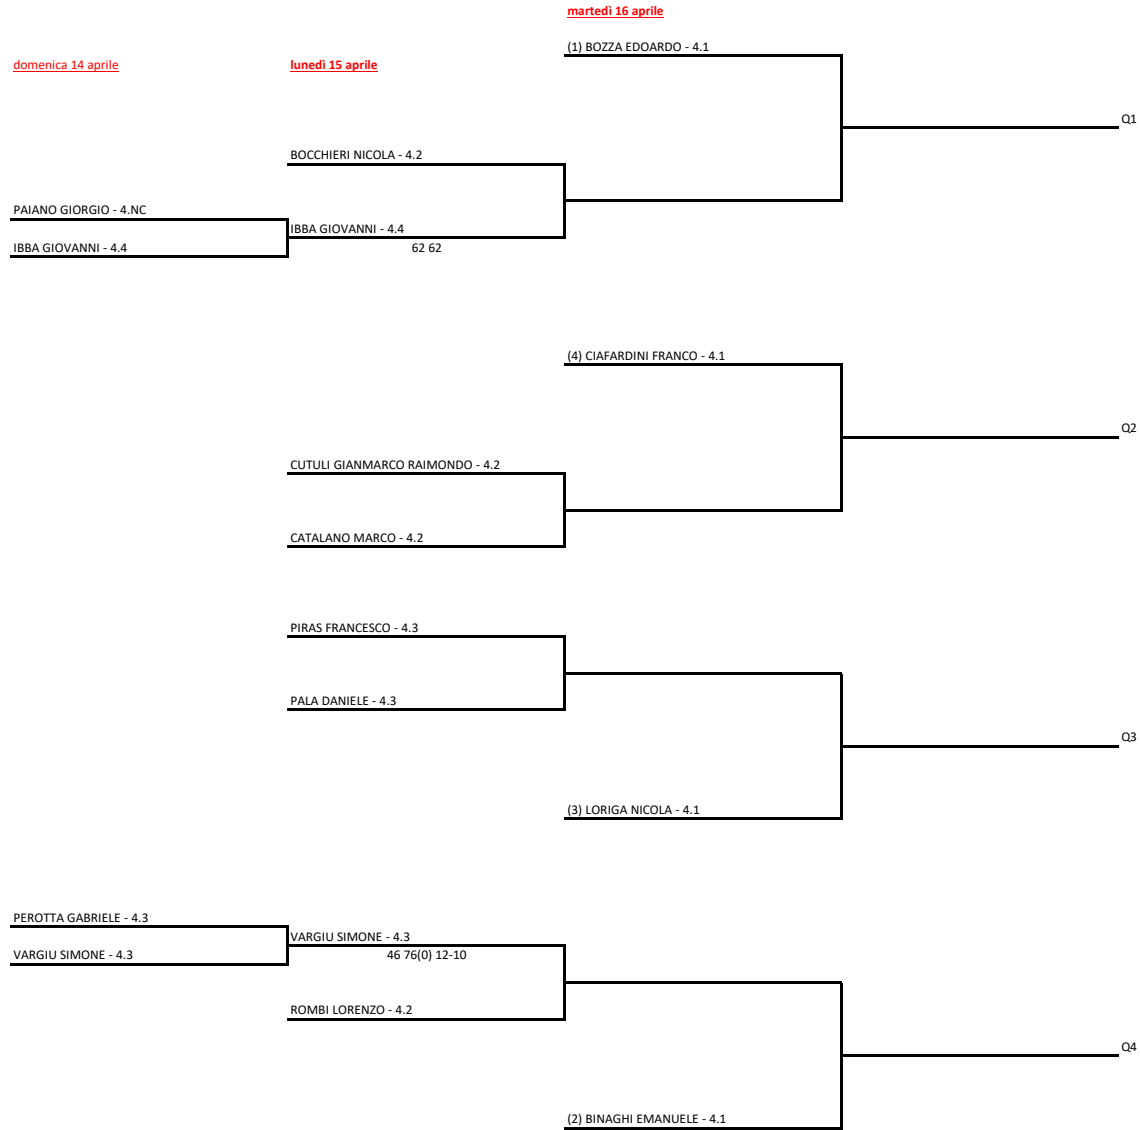 martedì 16 aprile
(1) BOZZA EDOARDO - 4.1
domenica 14 aprile
lunedì 15 aprile
Q1
BOCCHIERI NICOLA - 4.2
PAIANO GIORGIO - 4.NC
IBBA GIOVANNI - 4.4
IBBA GIOVANNI - 4.4
62 62
(4) CIAFARDINI FRANCO - 4.1
Q2
CUTULI GIANMARCO RAIMONDO - 4.2
CATALANO MARCO - 4.2
PIRAS FRANCESCO - 4.3
PALA DANIELE - 4.3
Q3
(3) LORIGA NICOLA - 4.1
PEROTTA GABRIELE - 4.3
VARGIU SIMONE - 4.3
VARGIU SIMONE - 4.3
46 76(0) 12-10
ROMBI LORENZO - 4.2
Q4
(2) BINAGHI EMANUELE - 4.1